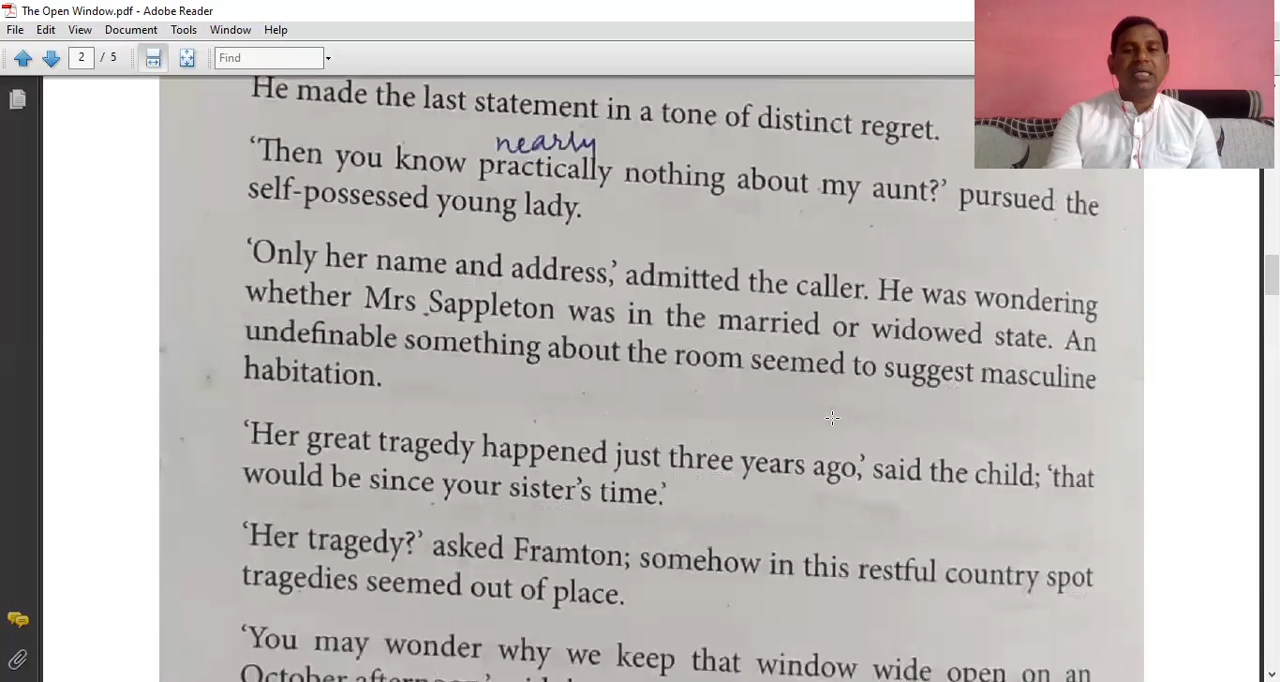 The Open Window.pdf - Adobe Reader
File Edit View Document Tools Window Help
2 / 5 Find
He made the last statement in a tone of distinct regret.
nearly
‘Then you know practically nothing about my aunt?’ pursued the
self-possessed young lady.
‘Only her name and address,’ admitted the caller. He was wondering
whether Mrs Sappleton was in the married or widowed state. An
undefinable something about the room seemed to suggest masculine
habitation.
‘Her great tragedy happened just three years ago,’ said the child; ‘that
would be since your sister’s time.’
‘Her tragedy?’ asked Framton; somehow in this restful country spot
tragedies seemed out of place.
‘You may wonder why we keep that window wide open on an
October